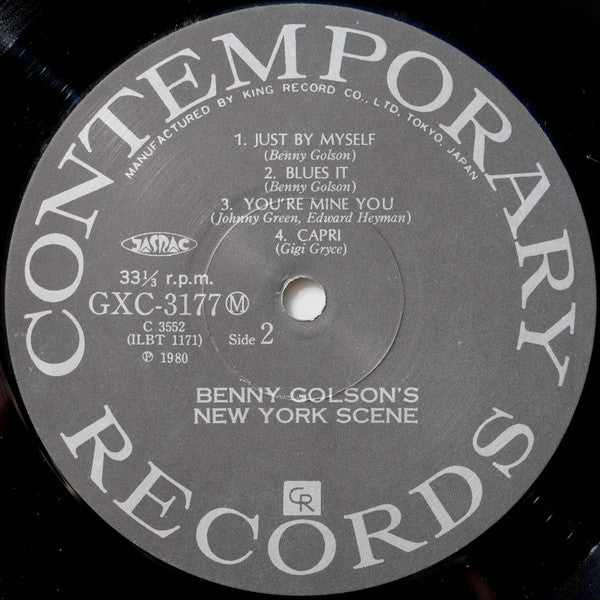 CONTEMPORARY
MANUFACTURED BY KING RECORD CO., LTD. TOKYO, JAPAN
1. JUST BY MYSELF
(Benny Golson)
2. BLUES IT
(Benny Golson)
3. YOU'RE MINE YOU
(Johnny Green, Edward Heyman)
4. CAPRI
(Gigi Gryce)
JASRAC
33⅓ r.p.m.
GXC-3177 Ⓜ
C 3552
(ILBT 1171)
Side 2
℗ 1980
BENNY GOLSON'S
NEW YORK SCENE
CR
RECORDS